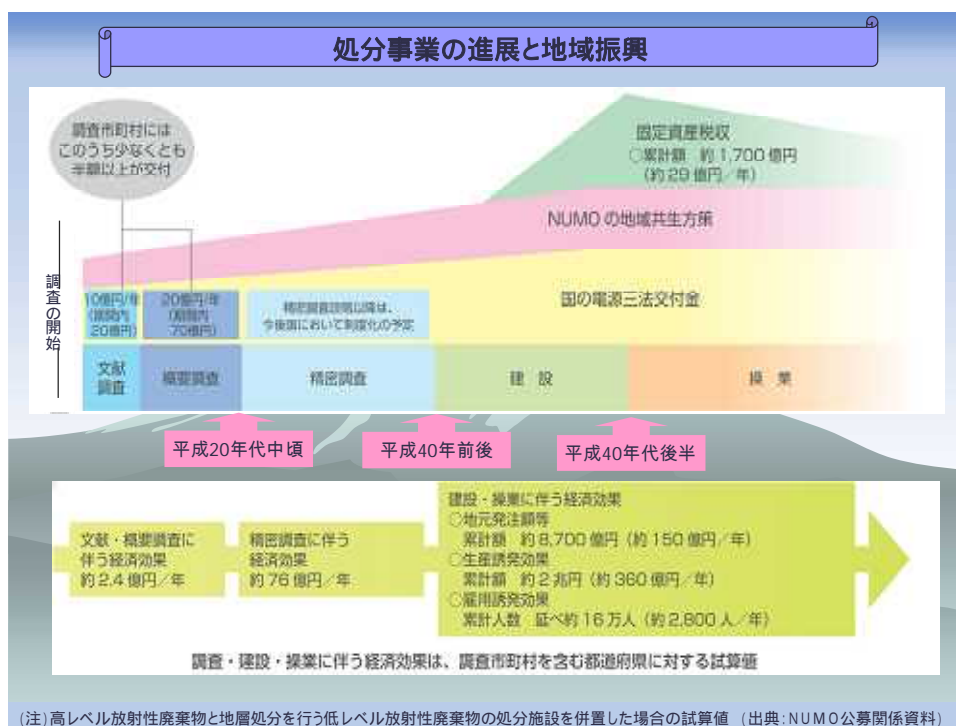 処分事業の進展と地域振興
調査市町村には
このうち少なくとも
半額以上が交付
固定資産税収
○累計額 約1,700億円
(約29億円/年)
NUMOの地域共生方策
調査の開始
10億円/年
(期間内
20億円)
20億円/年
(期間内
70億円)
精密調査段階以降は、
今後国において制度化の予定
国の電源三法交付金
文献
調査
概要調査
精密調査
建 設
操 業
平成20年代中頃
平成40年前後
平成40年代後半
文献・概要調査に
伴う経済効果
約2.4億円/年
精密調査に伴う
経済効果
約76億円/年
建設・操業に伴う経済効果
○地元発注額等
累計額 約8,700億円(約150億円/年)
○生産誘発効果
累計額 約2兆円(約360億円/年)
○雇用誘発効果
累計人数 延べ約16万人(約2,800人/年)
調査・建設・操業に伴う経済効果は、調査市町村を含む都道府県に対する試算値
(注)高レベル放射性廃棄物と地層処分を行う低レベル放射性廃棄物の処分施設を併置した場合の試算値 (出典:NUMO公募関係資料)